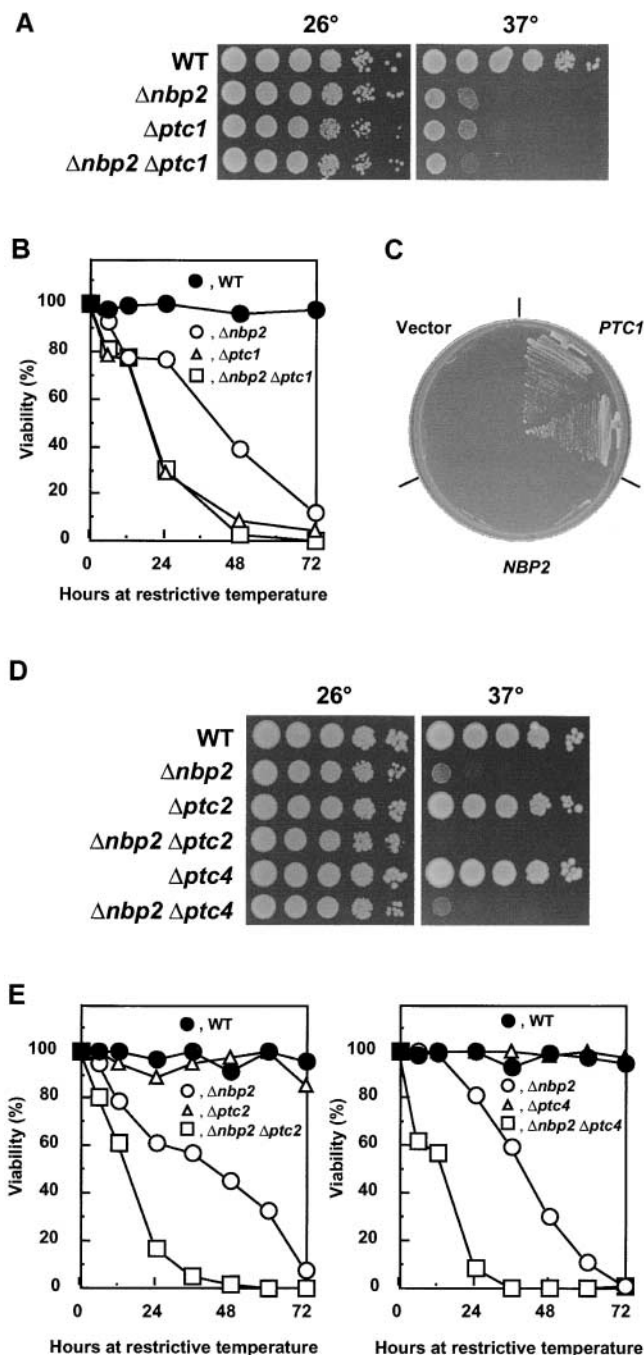 A
26° 37°
WT
Δnbp2
Δptc1
Δnbp2 Δptc1
B
●, WT
○, Δnbp2
△, Δptc1
□, Δnbp2 Δptc1
100
80
60
40
20
0
Viability (%)
0 24 48 72
Hours at restrictive temperature
C
Vector PTC1
NBP2
D
26° 37°
WT
Δnbp2
Δptc2
Δnbp2 Δptc2
Δptc4
Δnbp2 Δptc4
E
●, WT
○, Δnbp2
△, Δptc2
□, Δnbp2 Δptc2
100
80
60
40
20
0
Viability (%)
0 24 48 72
Hours at restrictive temperature
●, WT
○, Δnbp2
△, Δptc4
□, Δnbp2 Δptc4
100
80
60
40
20
0
Viability (%)
0 24 48 72
Hours at restrictive temperature